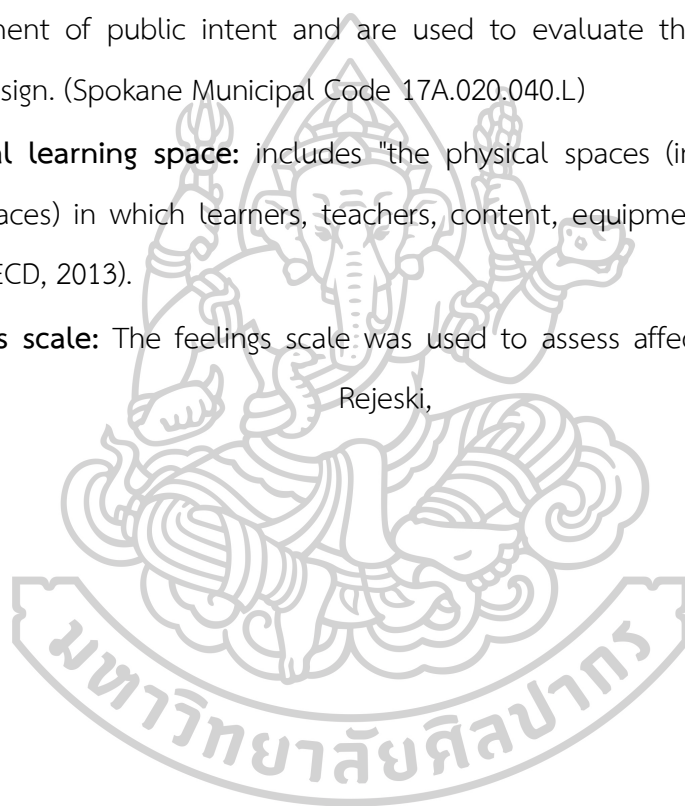 ment of public intent and are used to evaluate th
sign. (Spokane Municipal Code 17A.020.040.L)
al learning space: includes "the physical spaces (i
aces) in which learners, teachers, content, equipme
ECD, 2013).
s scale: The feelings scale was used to assess affec
Rejeski,
มหาวิทยาลัยศิลปากร